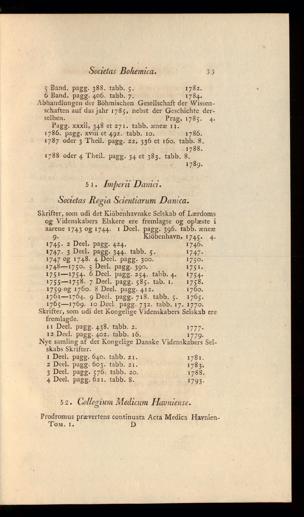 Societas Bohemica. 33
5 Band. pagg. 388. tabb. 5. 1782.
6 Band. pagg. 406. tabb. 7. 1784.
Abhandlungen der Böhmischen Gesellschaft der Wissen-
schaften auf das jahr 1785, nebst der Geschichte der-
selben. Prag, 1785. 4.
Pagg. xxxii, 348 et 271. tabb. æneæ 11.
1786. pagg. xviii et 492. tabb. 10. 1786.
1787 oder 3 Theil. pagg. 22, 336 et 160. tabb. 8.
1788.
1788 oder 4 Theil. pagg. 34 et 383. tabb. 8.
1789.
51. Imperii Danici.
Societas Regia Scientiarum Danica.
Skrifter, som udi det Kiöbenhavnske Selskab of Lærdoms
og Videnskabers Elskere ere fremlagte og oplæste i
aarene 1743 og 1744. 1 Deel. pagg. 396. tabb. æneæ
9. Kiöbenhavn, 1745. 4.
1745. 2 Deel. pagg. 424. 1746.
1747. 3 Deel. pagg. 344. tabb. 5. 1747.
1747 og 1748. 4 Deel. pagg. 300. 1750.
1748—1750. 5 Deel. pagg. 390. 1751.
1751—1754. 6 Deel. pagg. 254. tabb. 4. 1754.
1755—1758. 7 Deel. pagg. 585. tab. 1. 1758.
1759 og 1760. 8 Deel. pagg. 412. 1760.
1761—1764. 9 Deel. pagg. 718. tabb. 5. 1765.
1765—1769. 10 Deel. pagg. 732. tabb. 17. 1770.
Skrifter, som udi det Kongelige Videnskabers Selskab ere
fremlagde.
11 Deel. pagg. 438. tabb. 2. 1777.
12 Deel. pagg. 402. tabb. 16. 1779.
Nye samling af det Kongelige Danske Videnskabers Sel-
skabs Skrifter.
1 Deel. pagg. 640. tabb. 21. 1781.
2 Deel. pagg. 603. tabb. 21. 1783.
3 Deel. pagg. 576. tabb. 20. 1788.
4 Deel. pagg. 621. tabb. 8. 1793.
52. Collegium Medicum Havniense.
Prodromus prævertens continuata Acta Medica Havnien-
Tom. 1. D